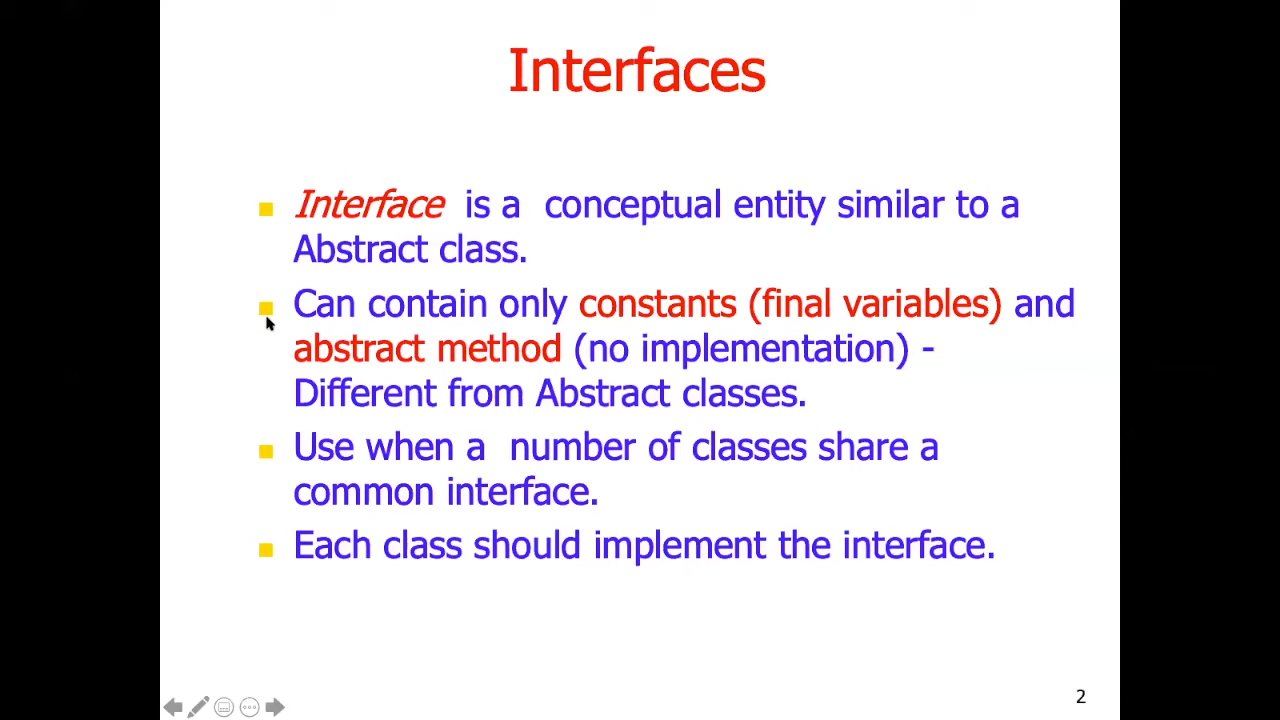 Interfaces
Interface is a conceptual entity similar to a
Abstract class.
Can contain only constants (final variables) and
abstract method (no implementation) -
Different from Abstract classes.
Use when a number of classes share a
common interface.
Each class should implement the interface.
2